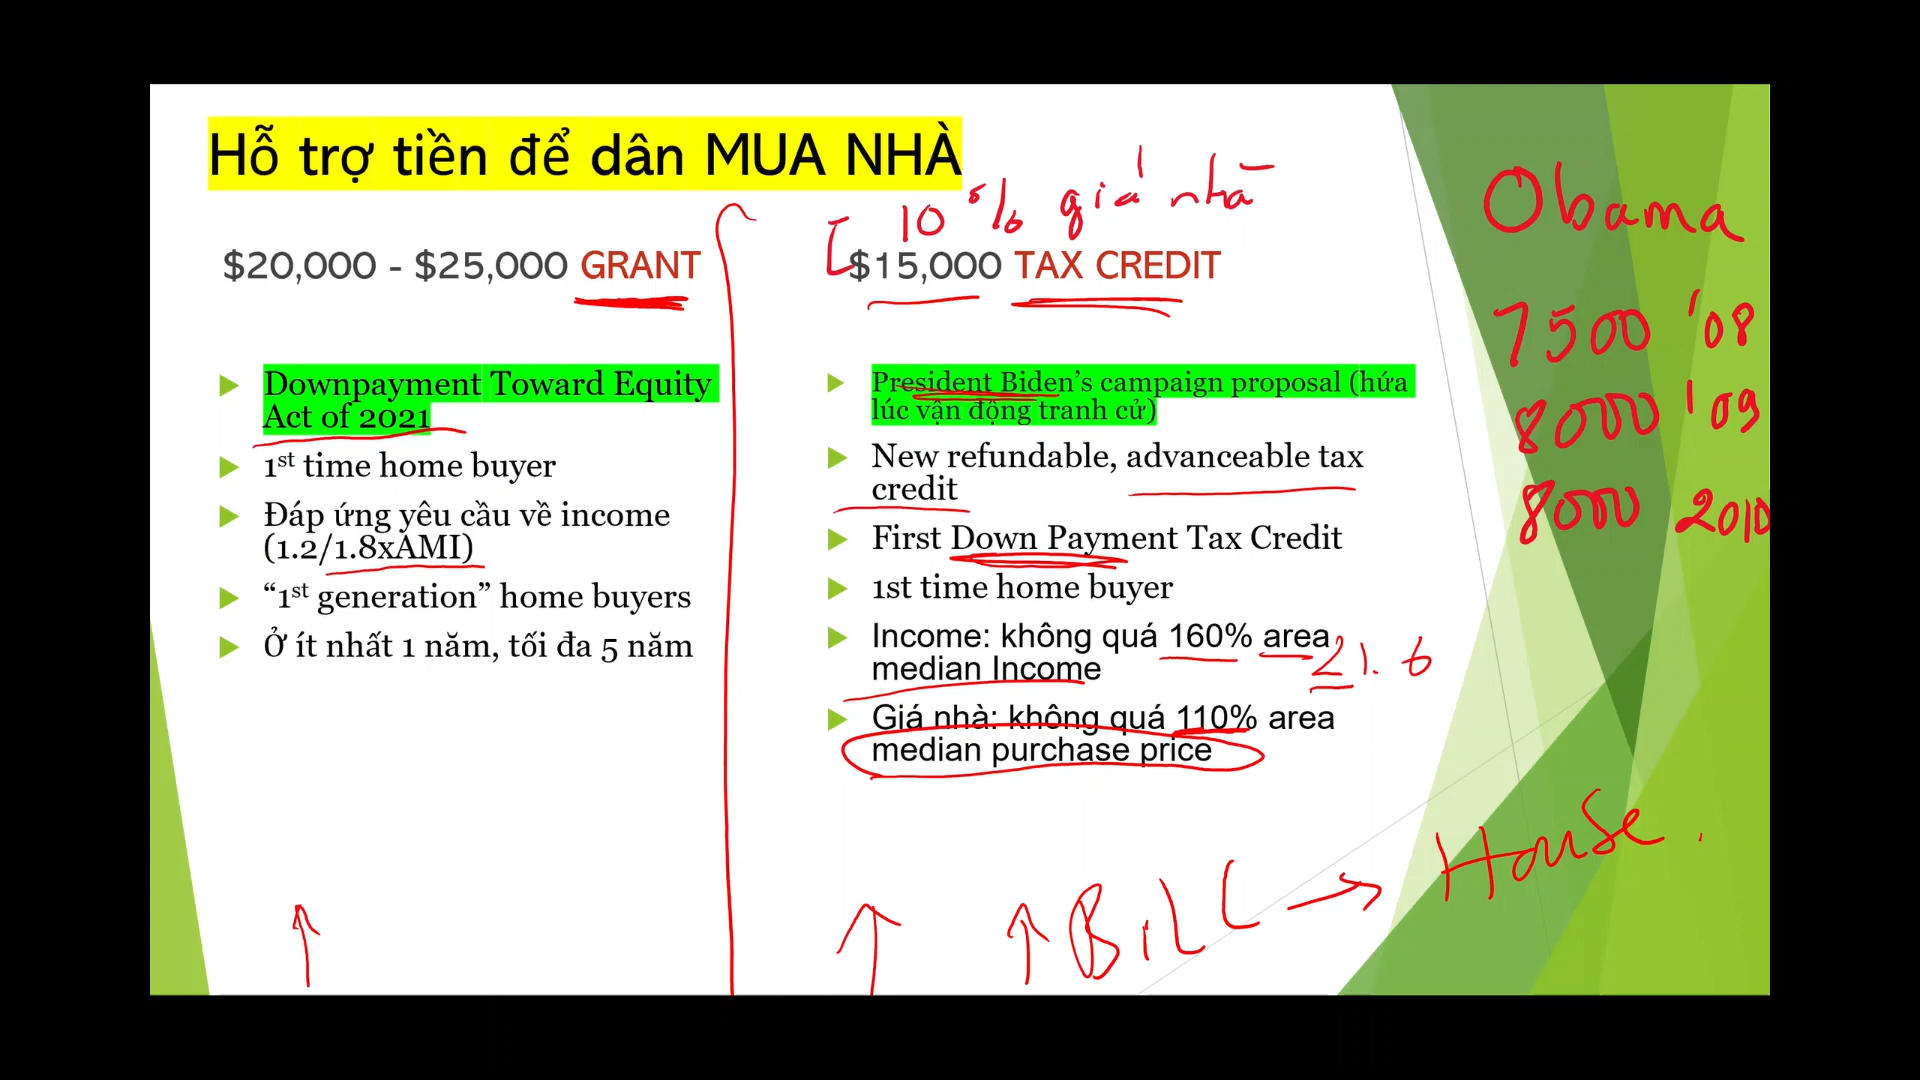 Hỗ trợ tiền để dân MUA NHÀ
$20,000 - $25,000 GRANT
Downpayment Toward Equity
Act of 2021
1st time home buyer
Đáp ứng yêu cầu về income
(1.2/1.8xAMI)
“1st generation” home buyers
Ở ít nhất 1 năm, tối đa 5 năm
10% giá nhà
$15,000 TAX CREDIT
President Biden’s campaign proposal (hứa
lúc vận động tranh cử)
New refundable, advanceable tax
credit
First Down Payment Tax Credit
1st time home buyer
Income: không quá 160% area
median Income
Giá nhà: không quá 110% area
median purchase price
Obama
7500 '08
8000 '09
8000 2010
BiLL → House.